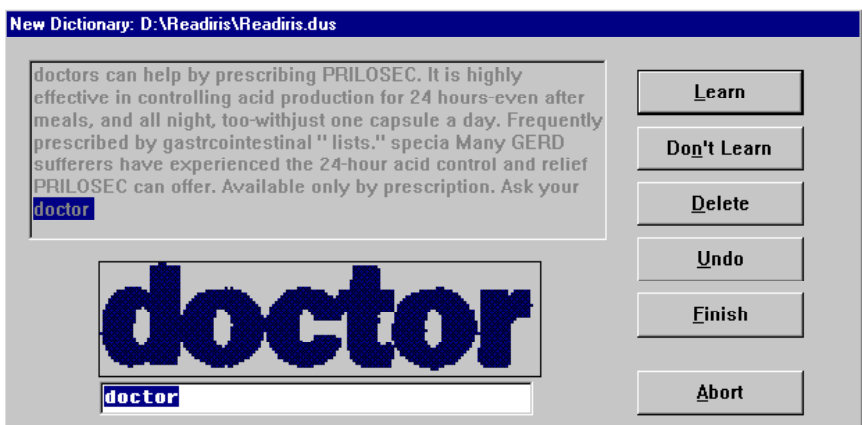 New Dictionary: D:\Readiris\Readiris.dus
doctors can help by prescribing PRILOSEC. It is highly
effective in controlling acid production for 24 hours-even after
meals, and all night, too-withjust one capsule a day. Frequently
prescribed by gastrcointestinal " lists." specia Many GERD
sufferers have experienced the 24-hour acid control and relief
PRILOSEC can offer. Available only by prescription. Ask your
doctor
doctor
doctor
Learn
Don't Learn
Delete
Undo
Finish
Abort